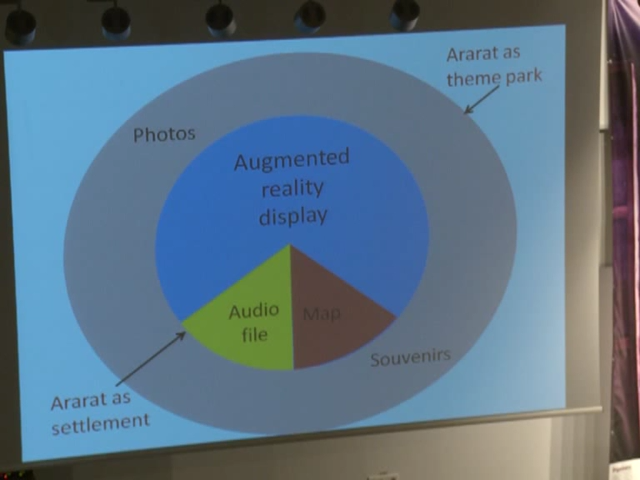 Ararat as
theme park
Photos
Augmented
reality
display
Audio
file
Map
Souvenirs
Ararat as
settlement